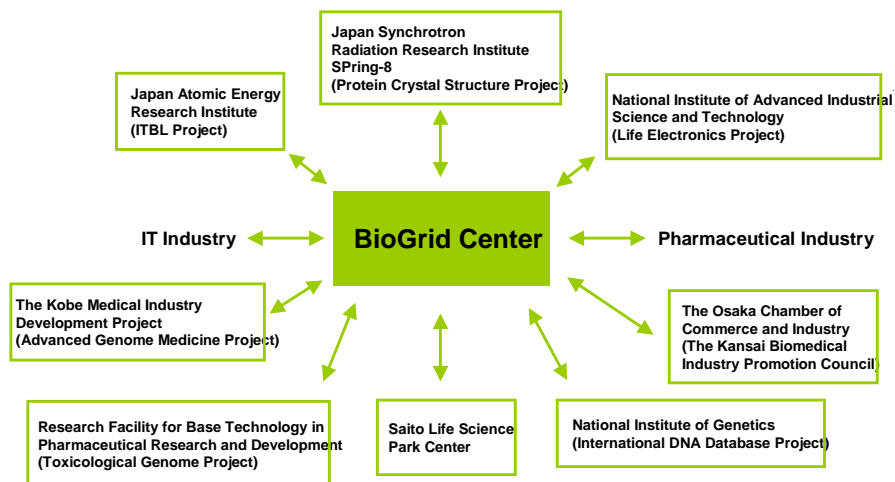 Japan Synchrotron
Radiation Research Institute
SPring-8
(Protein Crystal Structure Project)
Japan Atomic Energy
Research Institute
(ITBL Project)
National Institute of Advanced Industrial
Science and Technology
(Life Electronics Project)
IT Industry
BioGrid Center
Pharmaceutical Industry
The Kobe Medical Industry
Development Project
(Advanced Genome Medicine Project)
The Osaka Chamber of
Commerce and Industry
(The Kansai Biomedical
Industry Promotion Council)
Research Facility for Base Technology in
Pharmaceutical Research and Development
(Toxicological Genome Project)
Saito Life Science
Park Center
National Institute of Genetics
(International DNA Database Project)